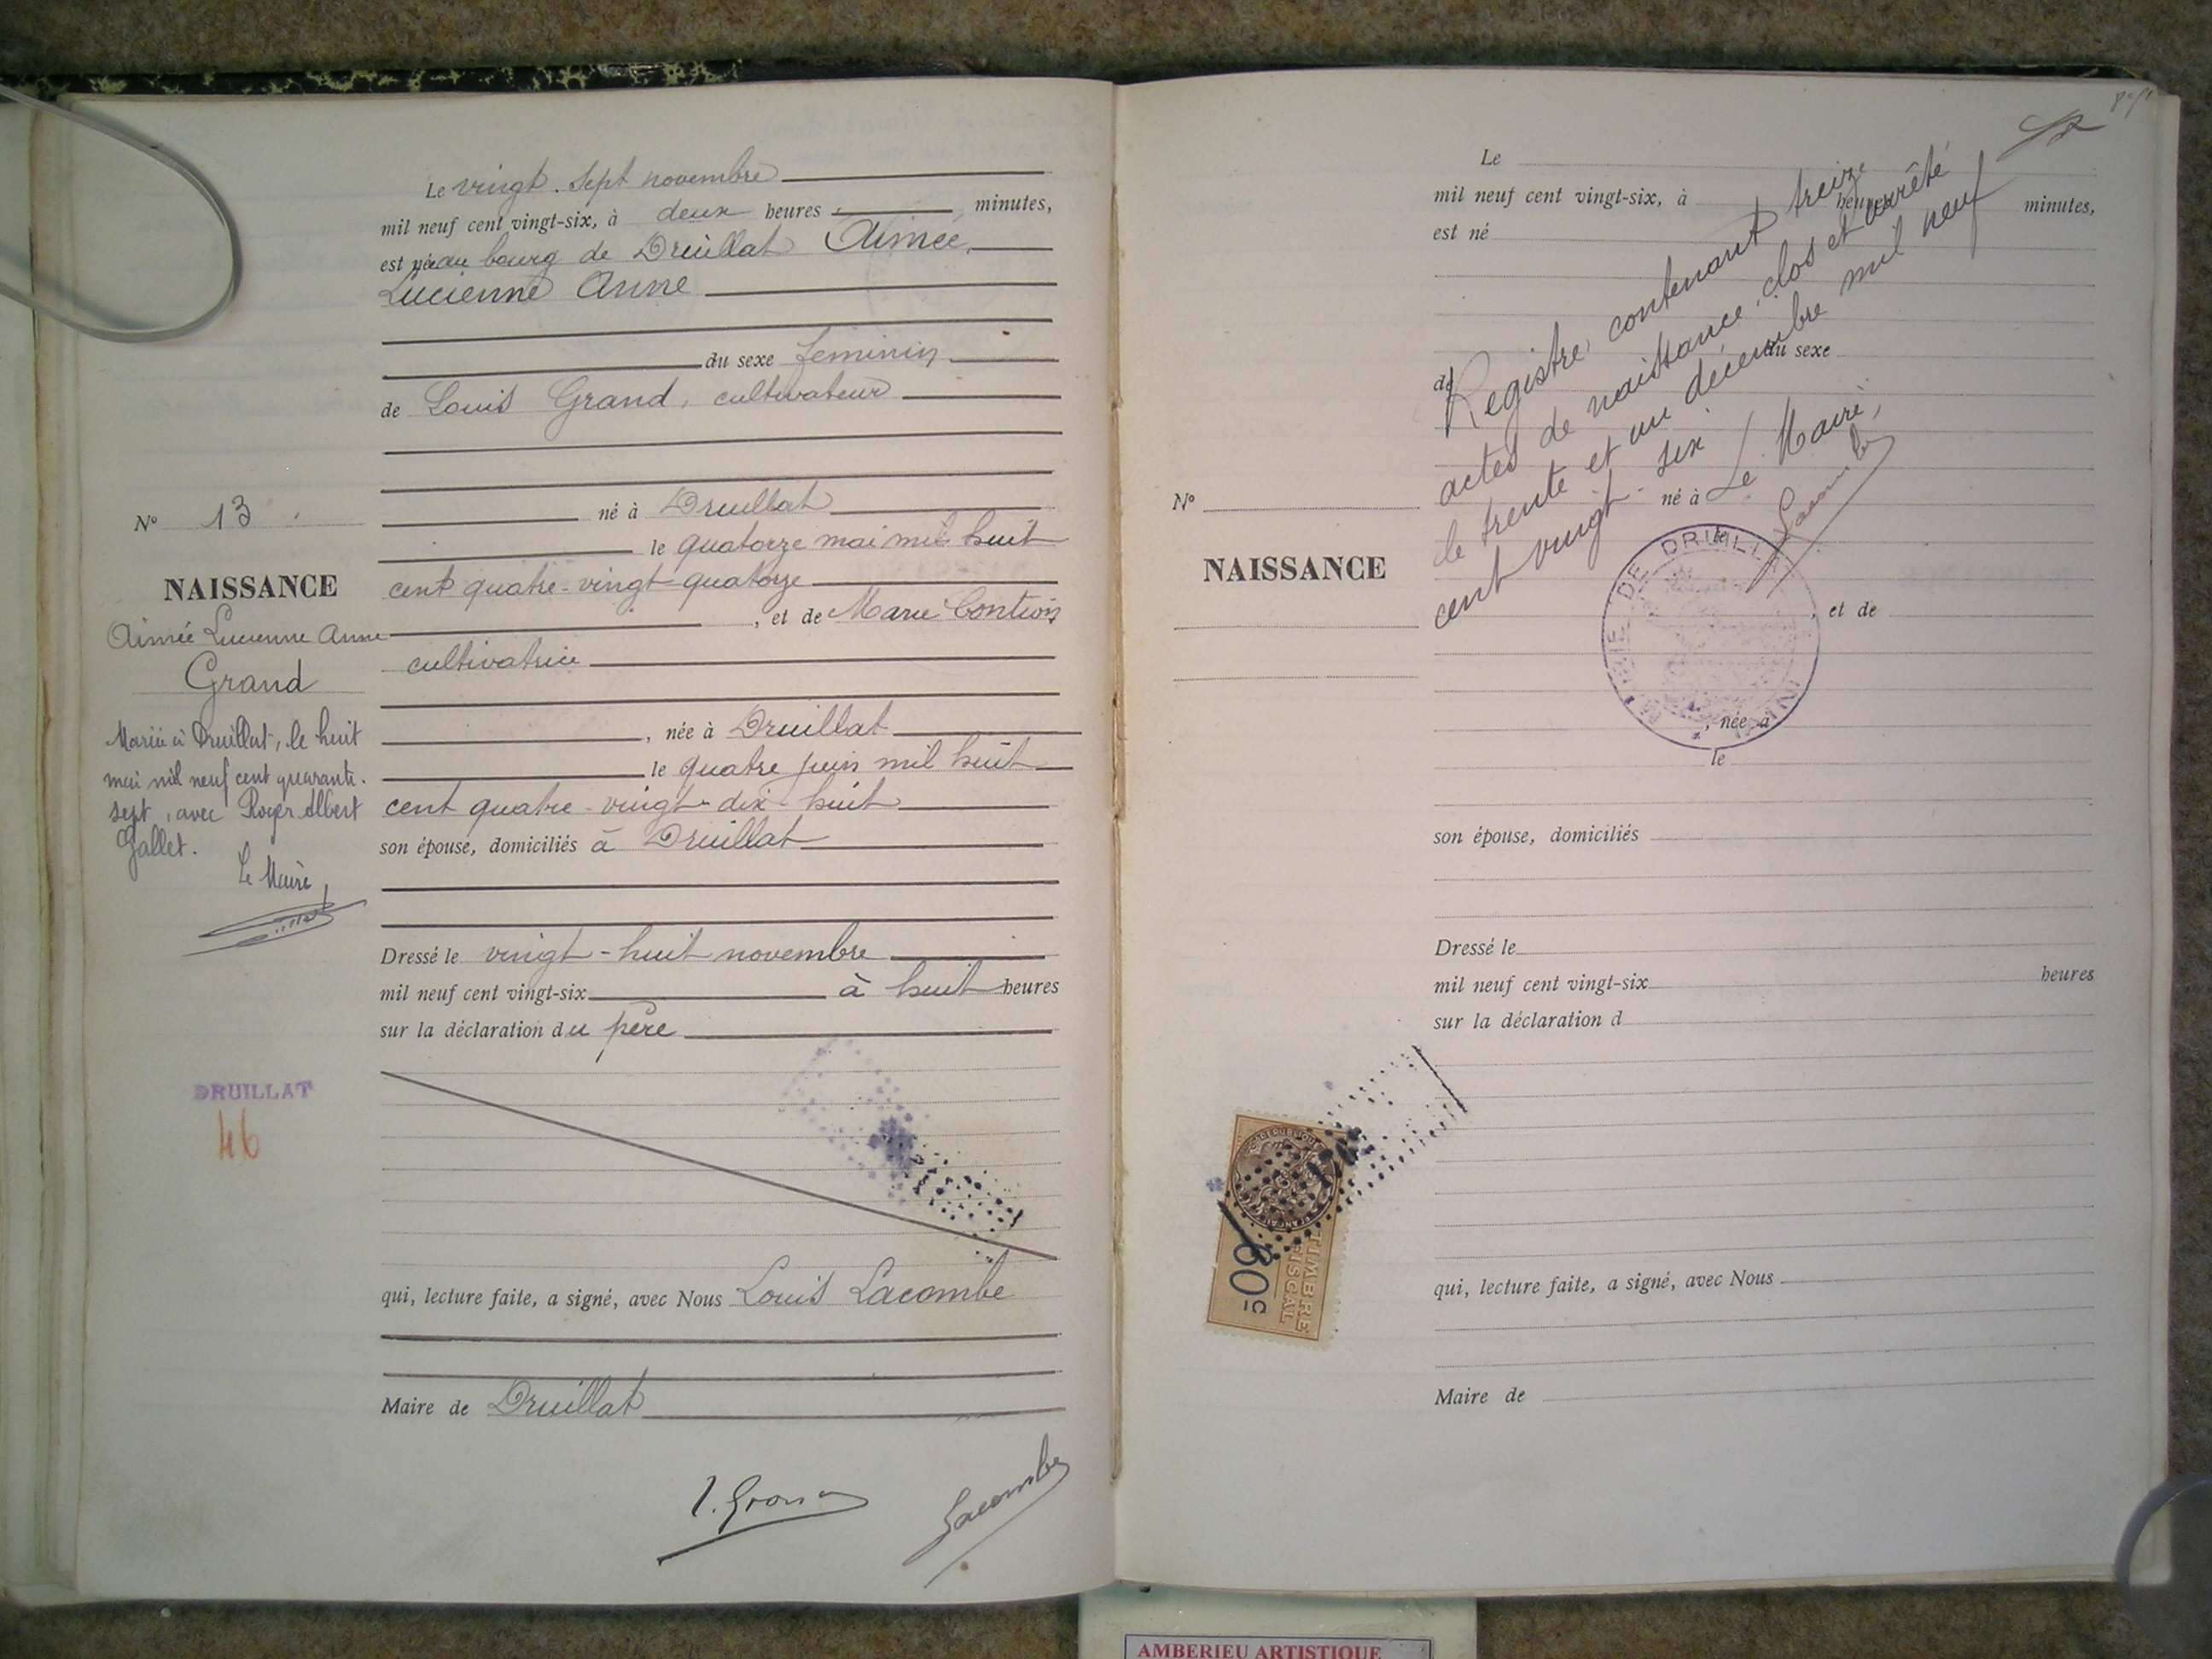 Le vingt-sept novembre
mil neuf cent vingt-six, à deux heures minutes,
est née au bourg de Druillat Aimée,
Lucienne Anne
du sexe féminin
de Louis Grand, cultivateur
né à Druillat
le quatorze mai mil huit
cent quatre-vingt-quatorze
, et de Marie
cultivatrice
, née à Druillat
le quatre juin mil huit
cent quatre-vingt-dix-huit
son épouse, domiciliés à Druillat
Dressé le vingt-huit novembre
mil neuf cent vingt-six à huit heures
sur la déclaration du père
qui, lecture faite, a signé, avec Nous Louis Lacombe
Maire de Druillat
Lacombe
N° 13
NAISSANCE
Aimée Lucienne Anne
Grand
Mariée à Druillat, le huit
mai mil neuf cent quarante-
sept, avec Roger Albert
Gallet.
Le Maire,
DRUILLAT
46
Le
mil neuf cent vingt-six, à heures minutes,
est né
du sexe
de
né à
le
, et de
, née à
le
son épouse, domiciliés
Dressé le
mil neuf cent vingt-six heures
sur la déclaration d
qui, lecture faite, a signé, avec Nous
Maire de
N°
NAISSANCE
Registre contenant treize
actes de naissance, clos et arrêté
le trente et un décembre mil neuf
cent vingt-six
Le Maire,
Lacombe
TIMBRE
FISCAL
AMBERIEU ARTISTIQUE